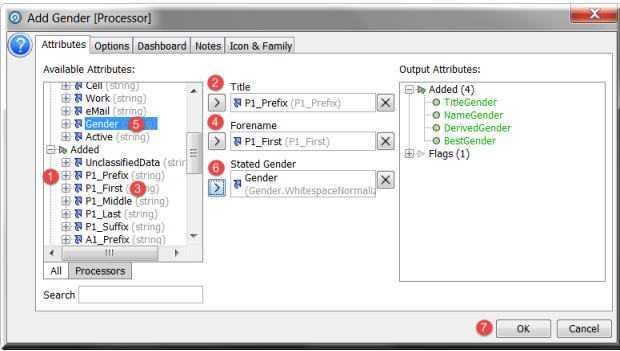 Add Gender [Processor]
Attributes Options Dashboard Notes Icon & Family
Available Attributes:
Cell (string)
Work (string)
eMail (string)
Gender 5
Active (string)
Added
UnclassifiedData (strin
1 P1_Prefix (string)
P1_First 3
P1_Middle (string)
P1_Last (string)
P1_Suffix (string)
A1_Prefix (string)
All Processors
Search
2 Title
P1_Prefix (P1_Prefix)
4 Forename
P1_First (P1_First)
6 Stated Gender
Gender
(Gender.WhitespaceNormaliz
Output Attributes:
Added (4)
TitleGender
NameGender
DerivedGender
BestGender
Flags (1)
7 OK Cancel